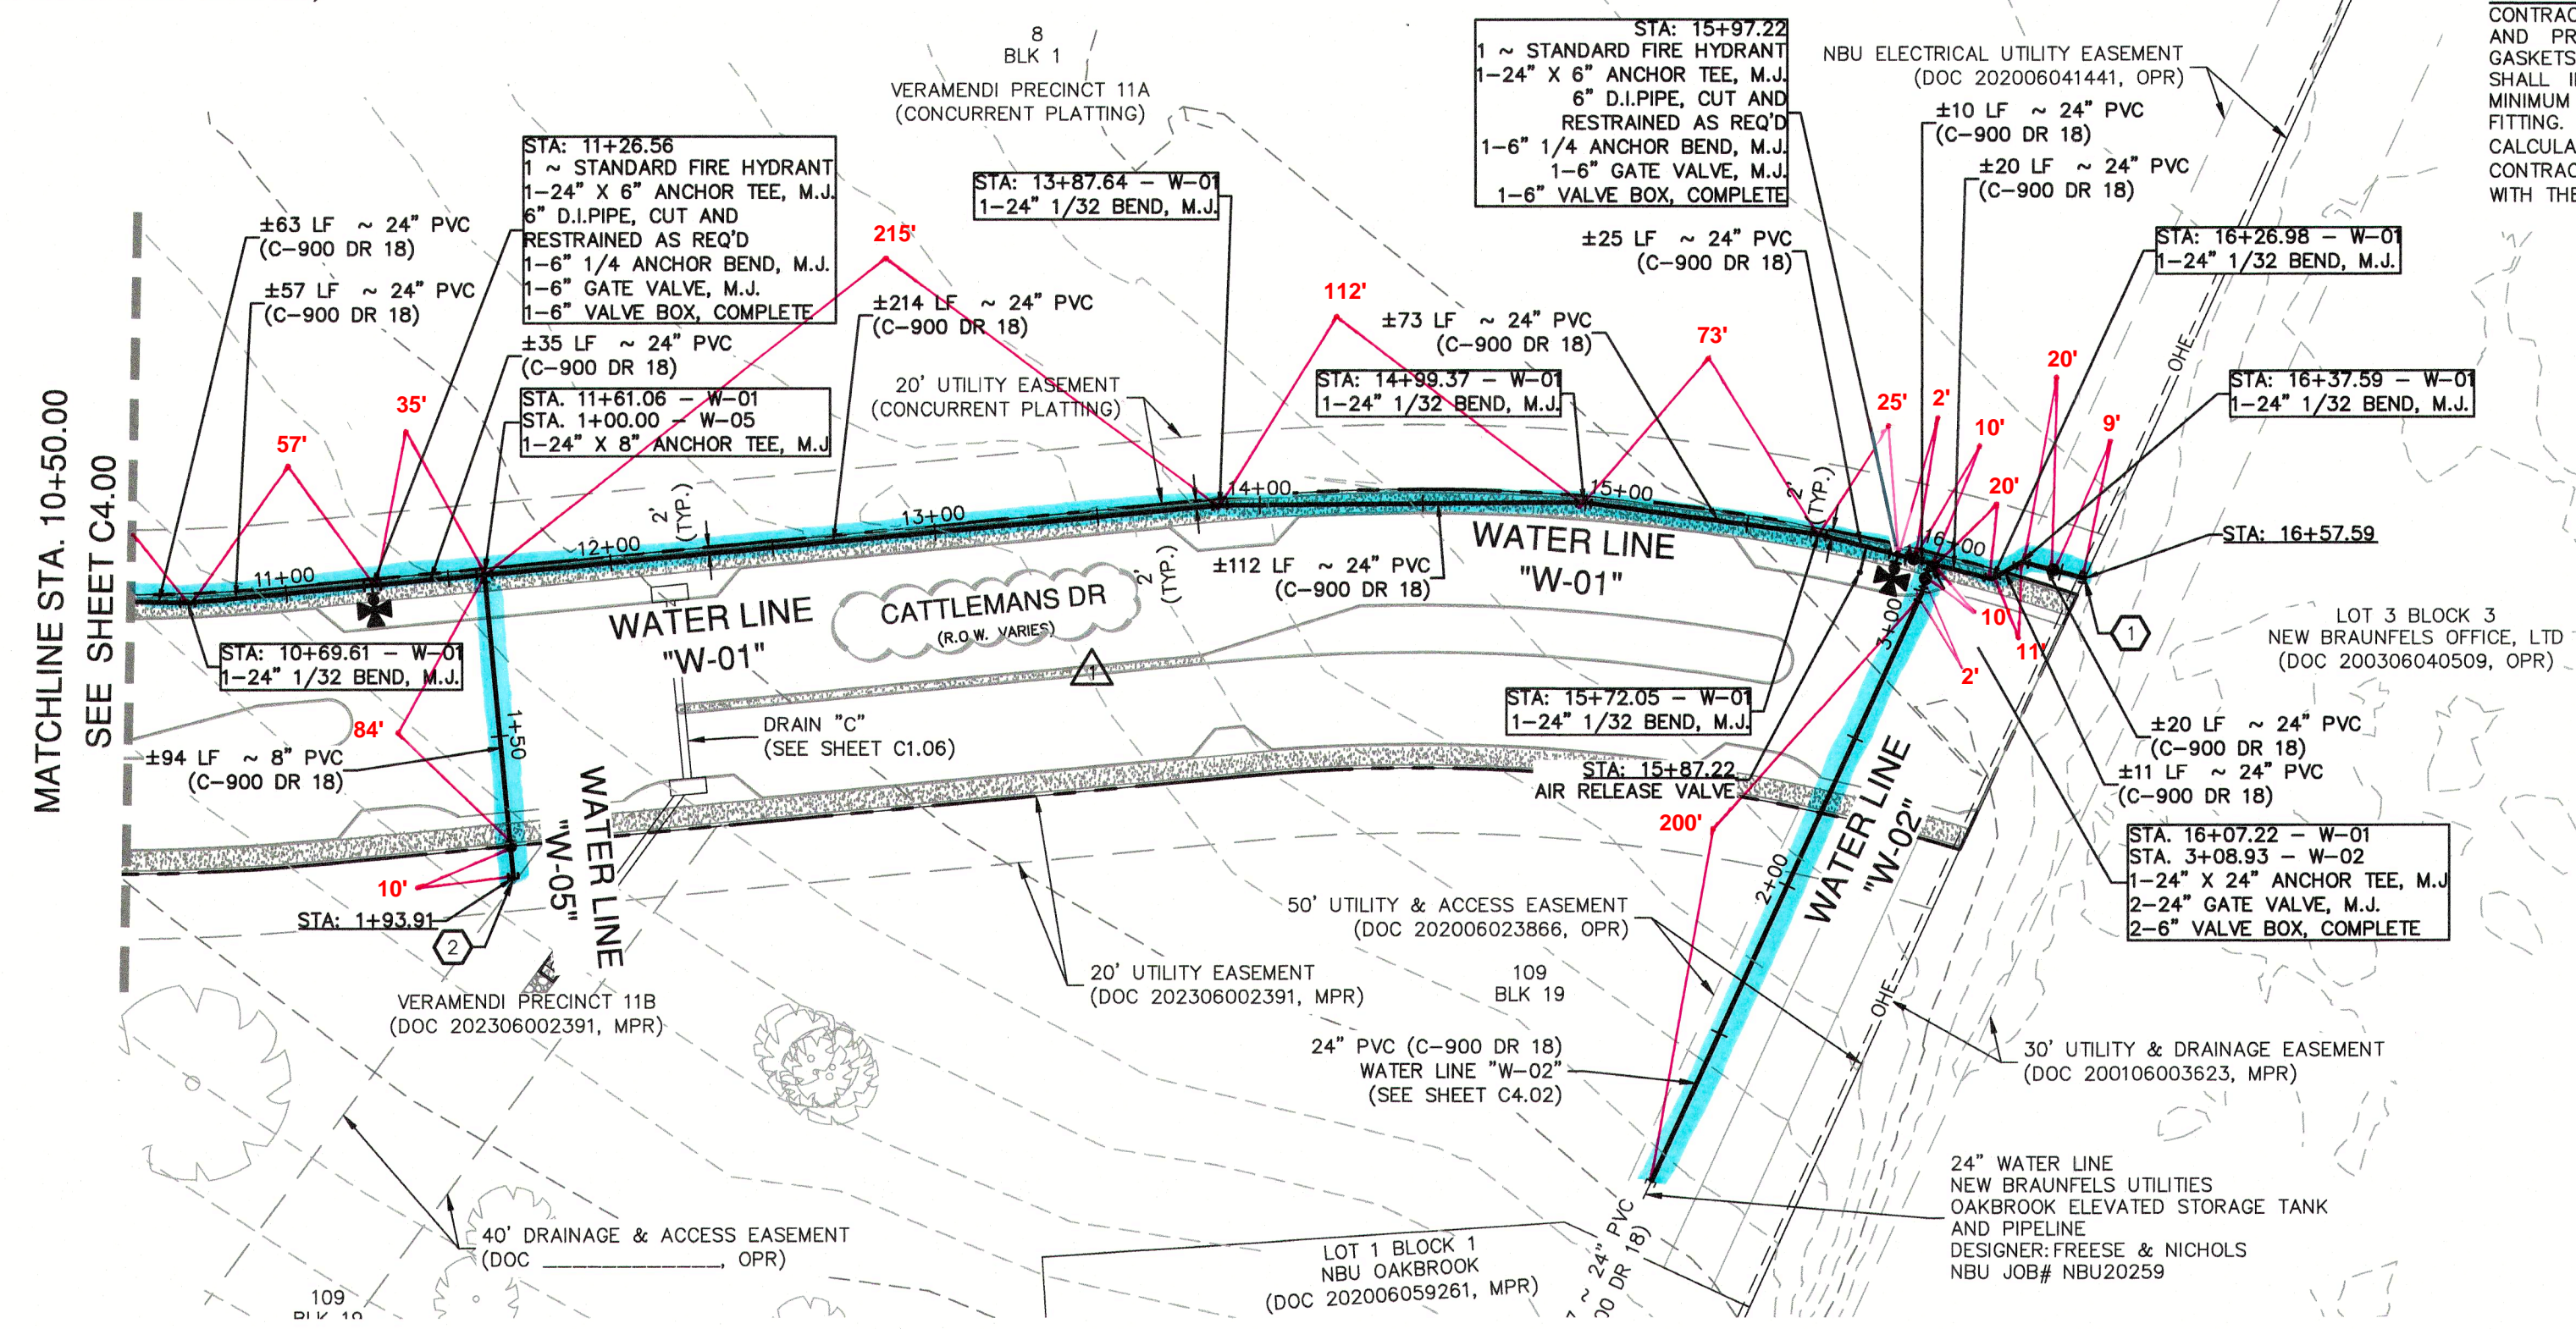 MATCHLINE STA. 10+50.00
SEE SHEET C4.00
±63 LF ~ 24" PVC
(C-900 DR 18)
±57 LF ~ 24" PVC
(C-900 DR 18)
57'
35'
11+00
STA: 10+69.61 - W-01
1-24" 1/32 BEND, M.J.
84'
±94 LF ~ 8" PVC
(C-900 DR 18)
10'
STA: 1+93.91
2
1+50
WATER LINE
"W-05"
VERAMENDI PRECINCT 11B
(DOC 202306002391, MPR)
40' DRAINAGE & ACCESS EASEMENT
(DOC ____________, OPR)
109
BLK 19
STA: 11+26.56
1 ~ STANDARD FIRE HYDRANT
1-24" X 6" ANCHOR TEE, M.J.
6" D.I.PIPE, CUT AND
RESTRAINED AS REQ'D
1-6" 1/4 ANCHOR BEND, M.J.
1-6" GATE VALVE, M.J.
1-6" VALVE BOX, COMPLETE
±35 LF ~ 24" PVC
(C-900 DR 18)
STA. 11+61.06 - W-01
STA. 1+00.00 - W-05
1-24" X 8" ANCHOR TEE, M.J
8
BLK 1
VERAMENDI PRECINCT 11A
(CONCURRENT PLATTING)
215'
±214 LF ~ 24" PVC
(C-900 DR 18)
20' UTILITY EASEMENT
(CONCURRENT PLATTING)
STA: 13+87.64 - W-01
1-24" 1/32 BEND, M.J.
2'
(TYP.)
12+00
13+00
14+00
WATER LINE
"W-01"
CATTLEMANS DR
(R.O.W. VARIES)
1
2'
(TYP.)
DRAIN "C"
(SEE SHEET C1.06)
20' UTILITY EASEMENT
(DOC 202306002391, MPR)
112'
±73 LF ~ 24" PVC
(C-900 DR 18)
STA: 14+99.37 - W-01
1-24" 1/32 BEND, M.J.
73'
15+00
±112 LF ~ 24" PVC
(C-900 DR 18)
WATER LINE
"W-01"
STA: 15+97.22
1 ~ STANDARD FIRE HYDRANT
1-24" X 6" ANCHOR TEE, M.J.
6" D.I.PIPE, CUT AND
RESTRAINED AS REQ'D
1-6" 1/4 ANCHOR BEND, M.J.
1-6" GATE VALVE, M.J.
1-6" VALVE BOX, COMPLETE
±25 LF ~ 24" PVC
(C-900 DR 18)
NBU ELECTRICAL UTILITY EASEMENT
(DOC 202006041441, OPR)
±10 LF ~ 24" PVC
(C-900 DR 18)
±20 LF ~ 24" PVC
(C-900 DR 18)
STA: 16+26.98 - W-01
1-24" 1/32 BEND, M.J.
STA: 16+37.59 - W-01
1-24" 1/32 BEND, M.J.
STA: 16+57.59
1
OHE
2'
(TYP.)
25'
2'
10'
20'
20'
9'
16+00
3+00
10'
11'
2'
STA: 15+72.05 - W-01
1-24" 1/32 BEND, M.J.
STA: 15+87.22
AIR RELEASE VALVE
200'
2+00
WATER LINE
"W-02"
LOT 3 BLOCK 3
NEW BRAUNFELS OFFICE, LTD
(DOC 200306040509, OPR)
±20 LF ~ 24" PVC
(C-900 DR 18)
±11 LF ~ 24" PVC
(C-900 DR 18)
STA. 16+07.22 - W-01
STA. 3+08.93 - W-02
1-24" X 24" ANCHOR TEE, M.J
2-24" GATE VALVE, M.J.
2-6" VALVE BOX, COMPLETE
50' UTILITY & ACCESS EASEMENT
(DOC 202006023866, OPR)
109
BLK 19
24" PVC (C-900 DR 18)
WATER LINE "W-02"
(SEE SHEET C4.02)
OHE
30' UTILITY & DRAINAGE EASEMENT
(DOC 200106003623, MPR)
24" WATER LINE
NEW BRAUNFELS UTILITIES
OAKBROOK ELEVATED STORAGE TANK
AND PIPELINE
DESIGNER: FREESE & NICHOLS
NBU JOB# NBU20259
~ 24" PVC
00 DR 18)
LOT 1 BLOCK 1
NBU OAKBROOK
(DOC 202006059261, MPR)
CONTRAC
AND PR
GASKETS
SHALL I
MINIMUM
FITTING.
CALCULA
CONTRAC
WITH THE